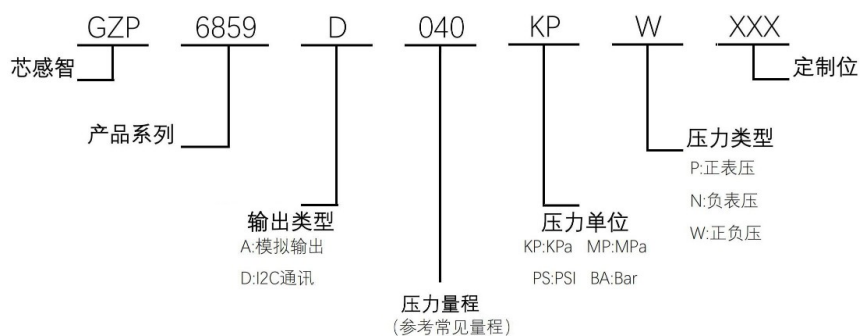 GZP 6859 D 040 KP W XXX
芯感智
定制位
产品系列
压力类型
P:正表压
N:负表压
W:正负压
输出类型
A:模拟输出
D:I2C通讯
压力单位
KP:KPa MP:MPa
PS:PSI BA:Bar
压力量程
(参考常见量程)